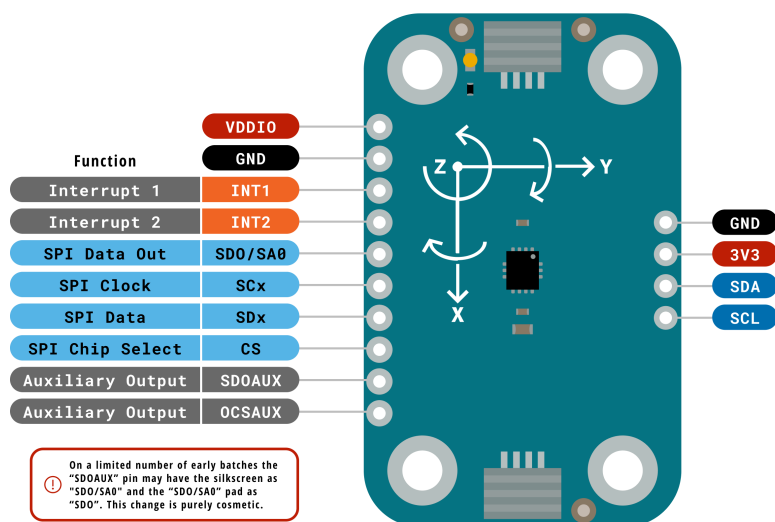 VDDIO
Function GND
Interrupt 1 INT1
Interrupt 2 INT2
SPI Data Out SDO/SA0
SPI Clock SCx
SPI Data SDx
SPI Chip Select CS
Auxiliary Output SDOAUX
Auxiliary Output OCSAUX
Z Y
X
GND
3V3
SDA
SCL
! On a limited number of early batches the
"SDOAUX" pin may have the silkscreen as
"SDO/SA0" and the “SDO/SA0” pad as
“SDO”. This change is purely cosmetic.